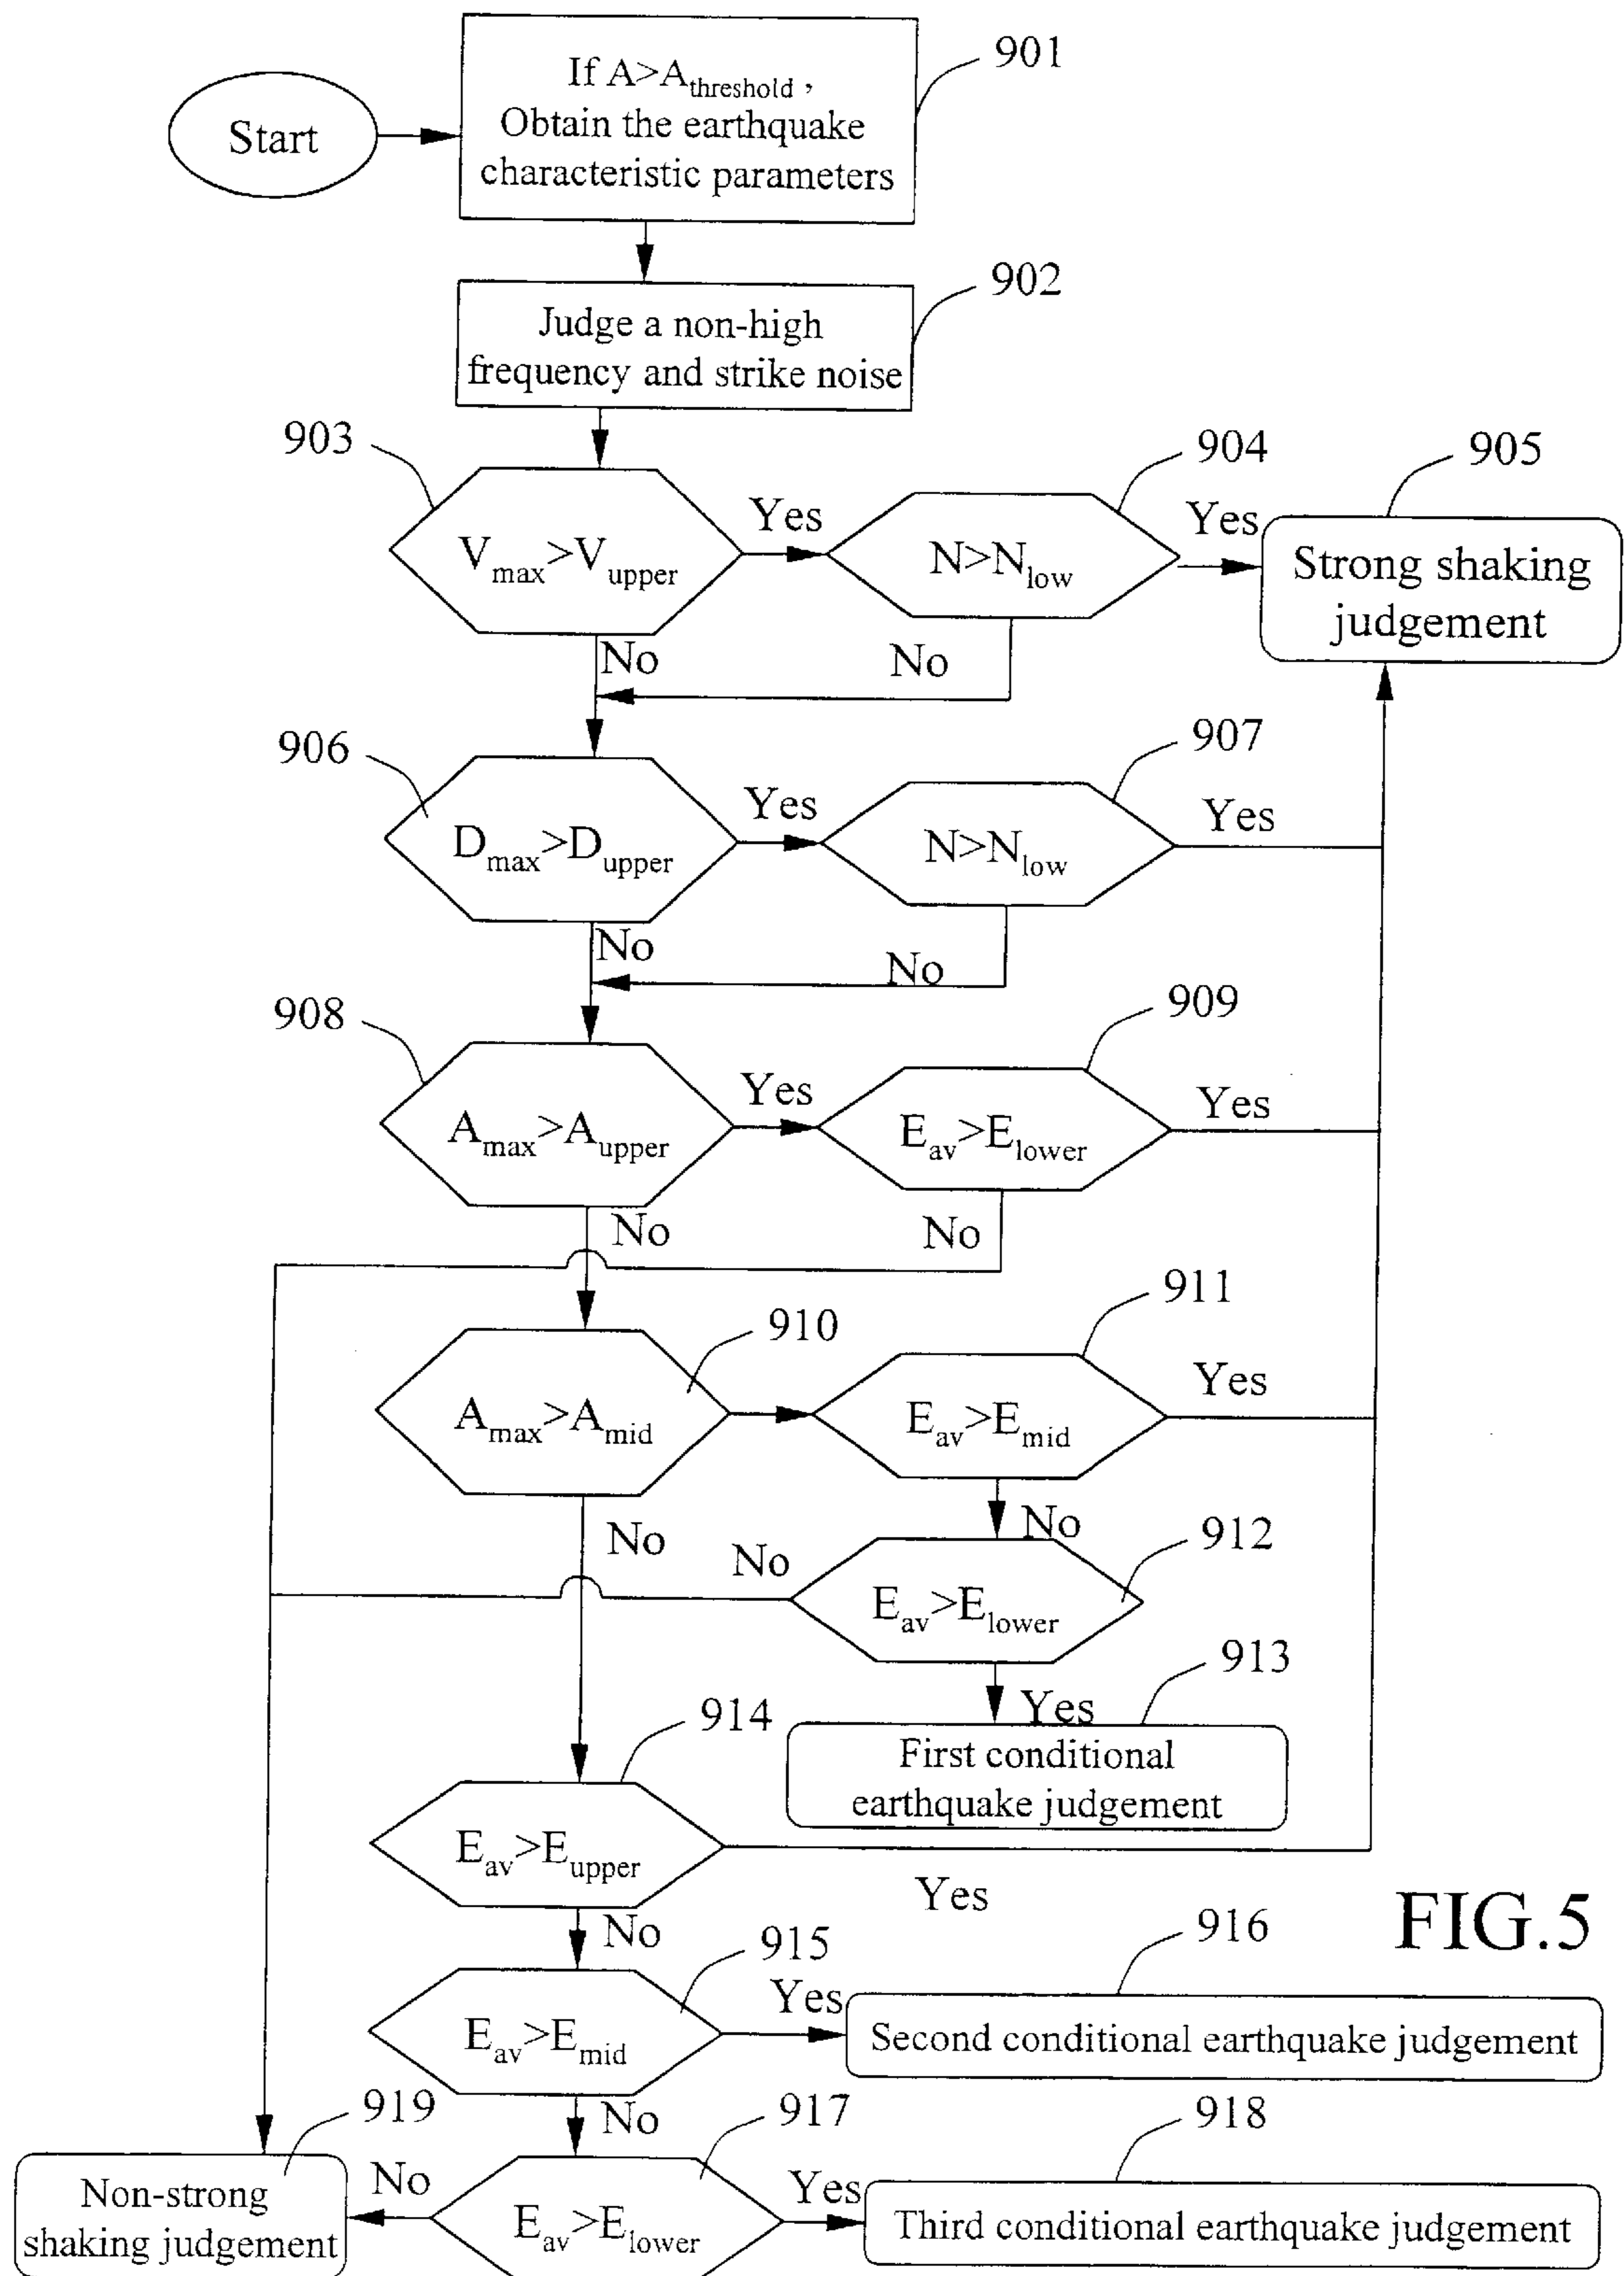 901
If A>Athreshold ,
Obtain the earthquake
characteristic parameters
Start
902
Judge a non-high
frequency and strike noise
903
904
905
Vmax>Vupper
Yes
N>Nlow
Yes
Strong shaking
judgement
No
No
906
907
Dmax>Dupper
Yes
N>Nlow
Yes
No
No
908
909
Amax>Aupper
Yes
Eav>Elower
Yes
No
No
910
911
Amax>Amid
Eav>Emid
Yes
No
No
No
912
Eav>Elower
913
Yes
First conditional
earthquake judgement
914
Eav>Eupper
Yes
FIG.5
No
915
916
Eav>Emid
Yes
Second conditional earthquake judgement
No
917
918
919
Non-strong
shaking judgement
No
Eav>Elower
Yes
Third conditional earthquake judgement